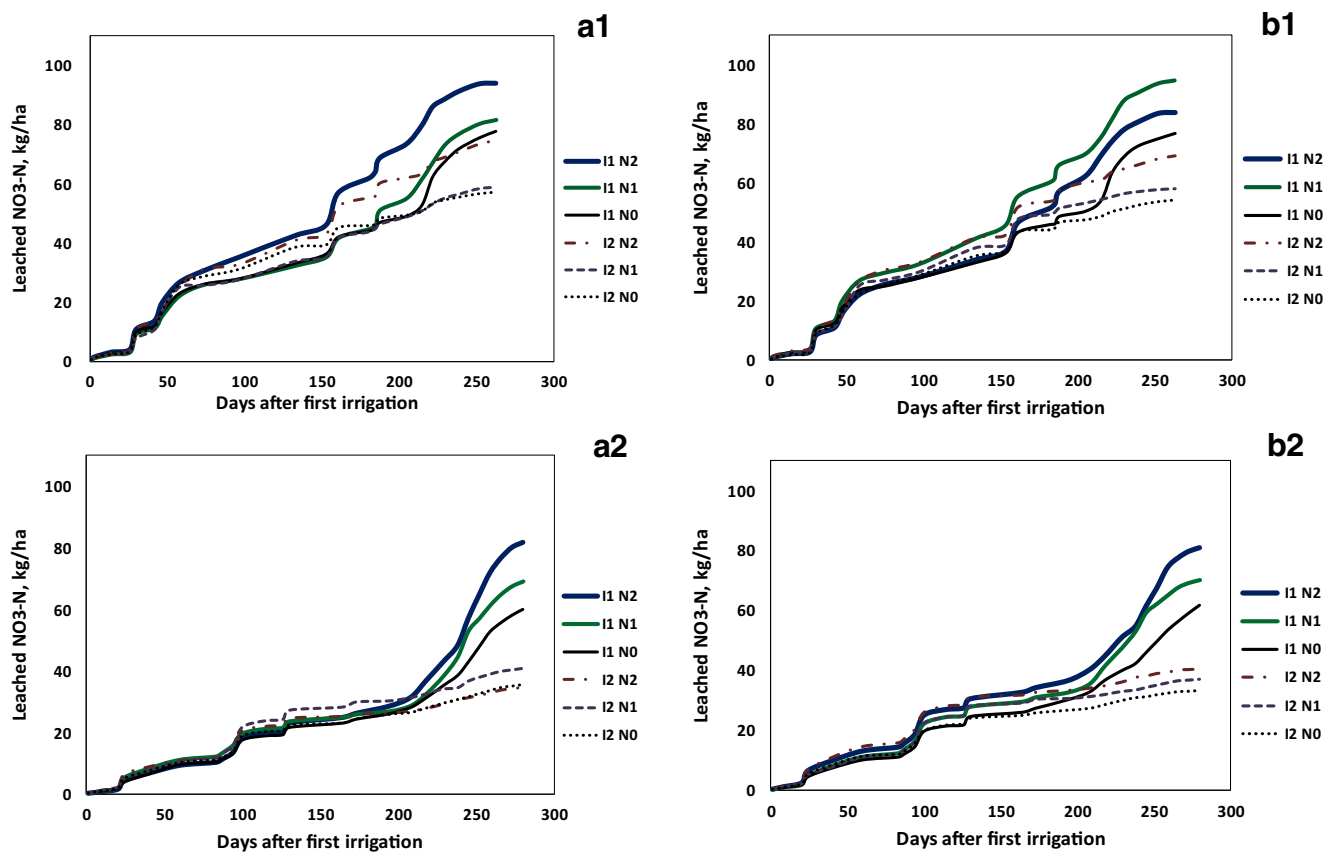 a1
Leached NO3-N, kg/ha
100
80
60
40
20
0
0 50 100 150 200 250 300
Days after first irrigation
I1 N2
I1 N1
I1 N0
I2 N2
I2 N1
I2 N0
b1
Leached NO3-N, kg/ha
100
80
60
40
20
0
0 50 100 150 200 250 300
Days after first irrigation
I1 N2
I1 N1
I1 N0
I2 N2
I2 N1
I2 N0
a2
Leached NO3-N, kg/ha
100
80
60
40
20
0
0 50 100 150 200 250 300
Days after first irrigation
I1 N2
I1 N1
I1 N0
I2 N2
I2 N1
I2 N0
b2
Leached NO3-N, kg/ha
100
80
60
40
20
0
0 50 100 150 200 250 300
Days after first irrigation
I1 N2
I1 N1
I1 N0
I2 N2
I2 N1
I2 N0